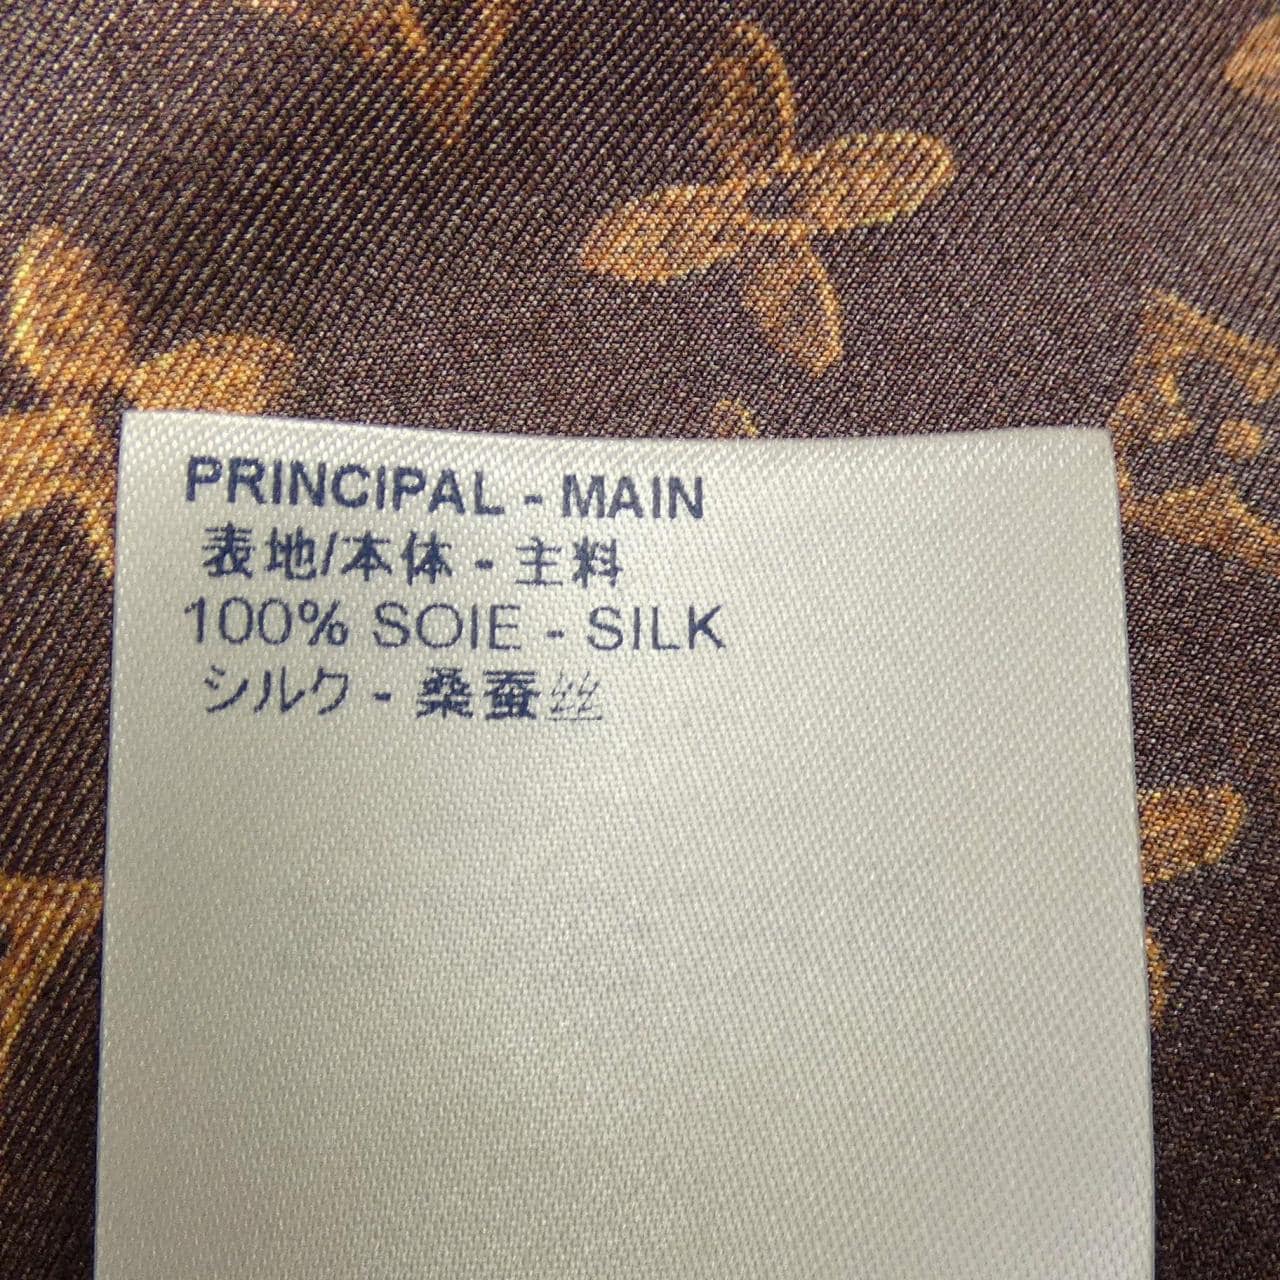 PRINCIPAL - MAIN
表地/本体 - 主料
100% SOIE - SILK
シルク - 桑蚕丝